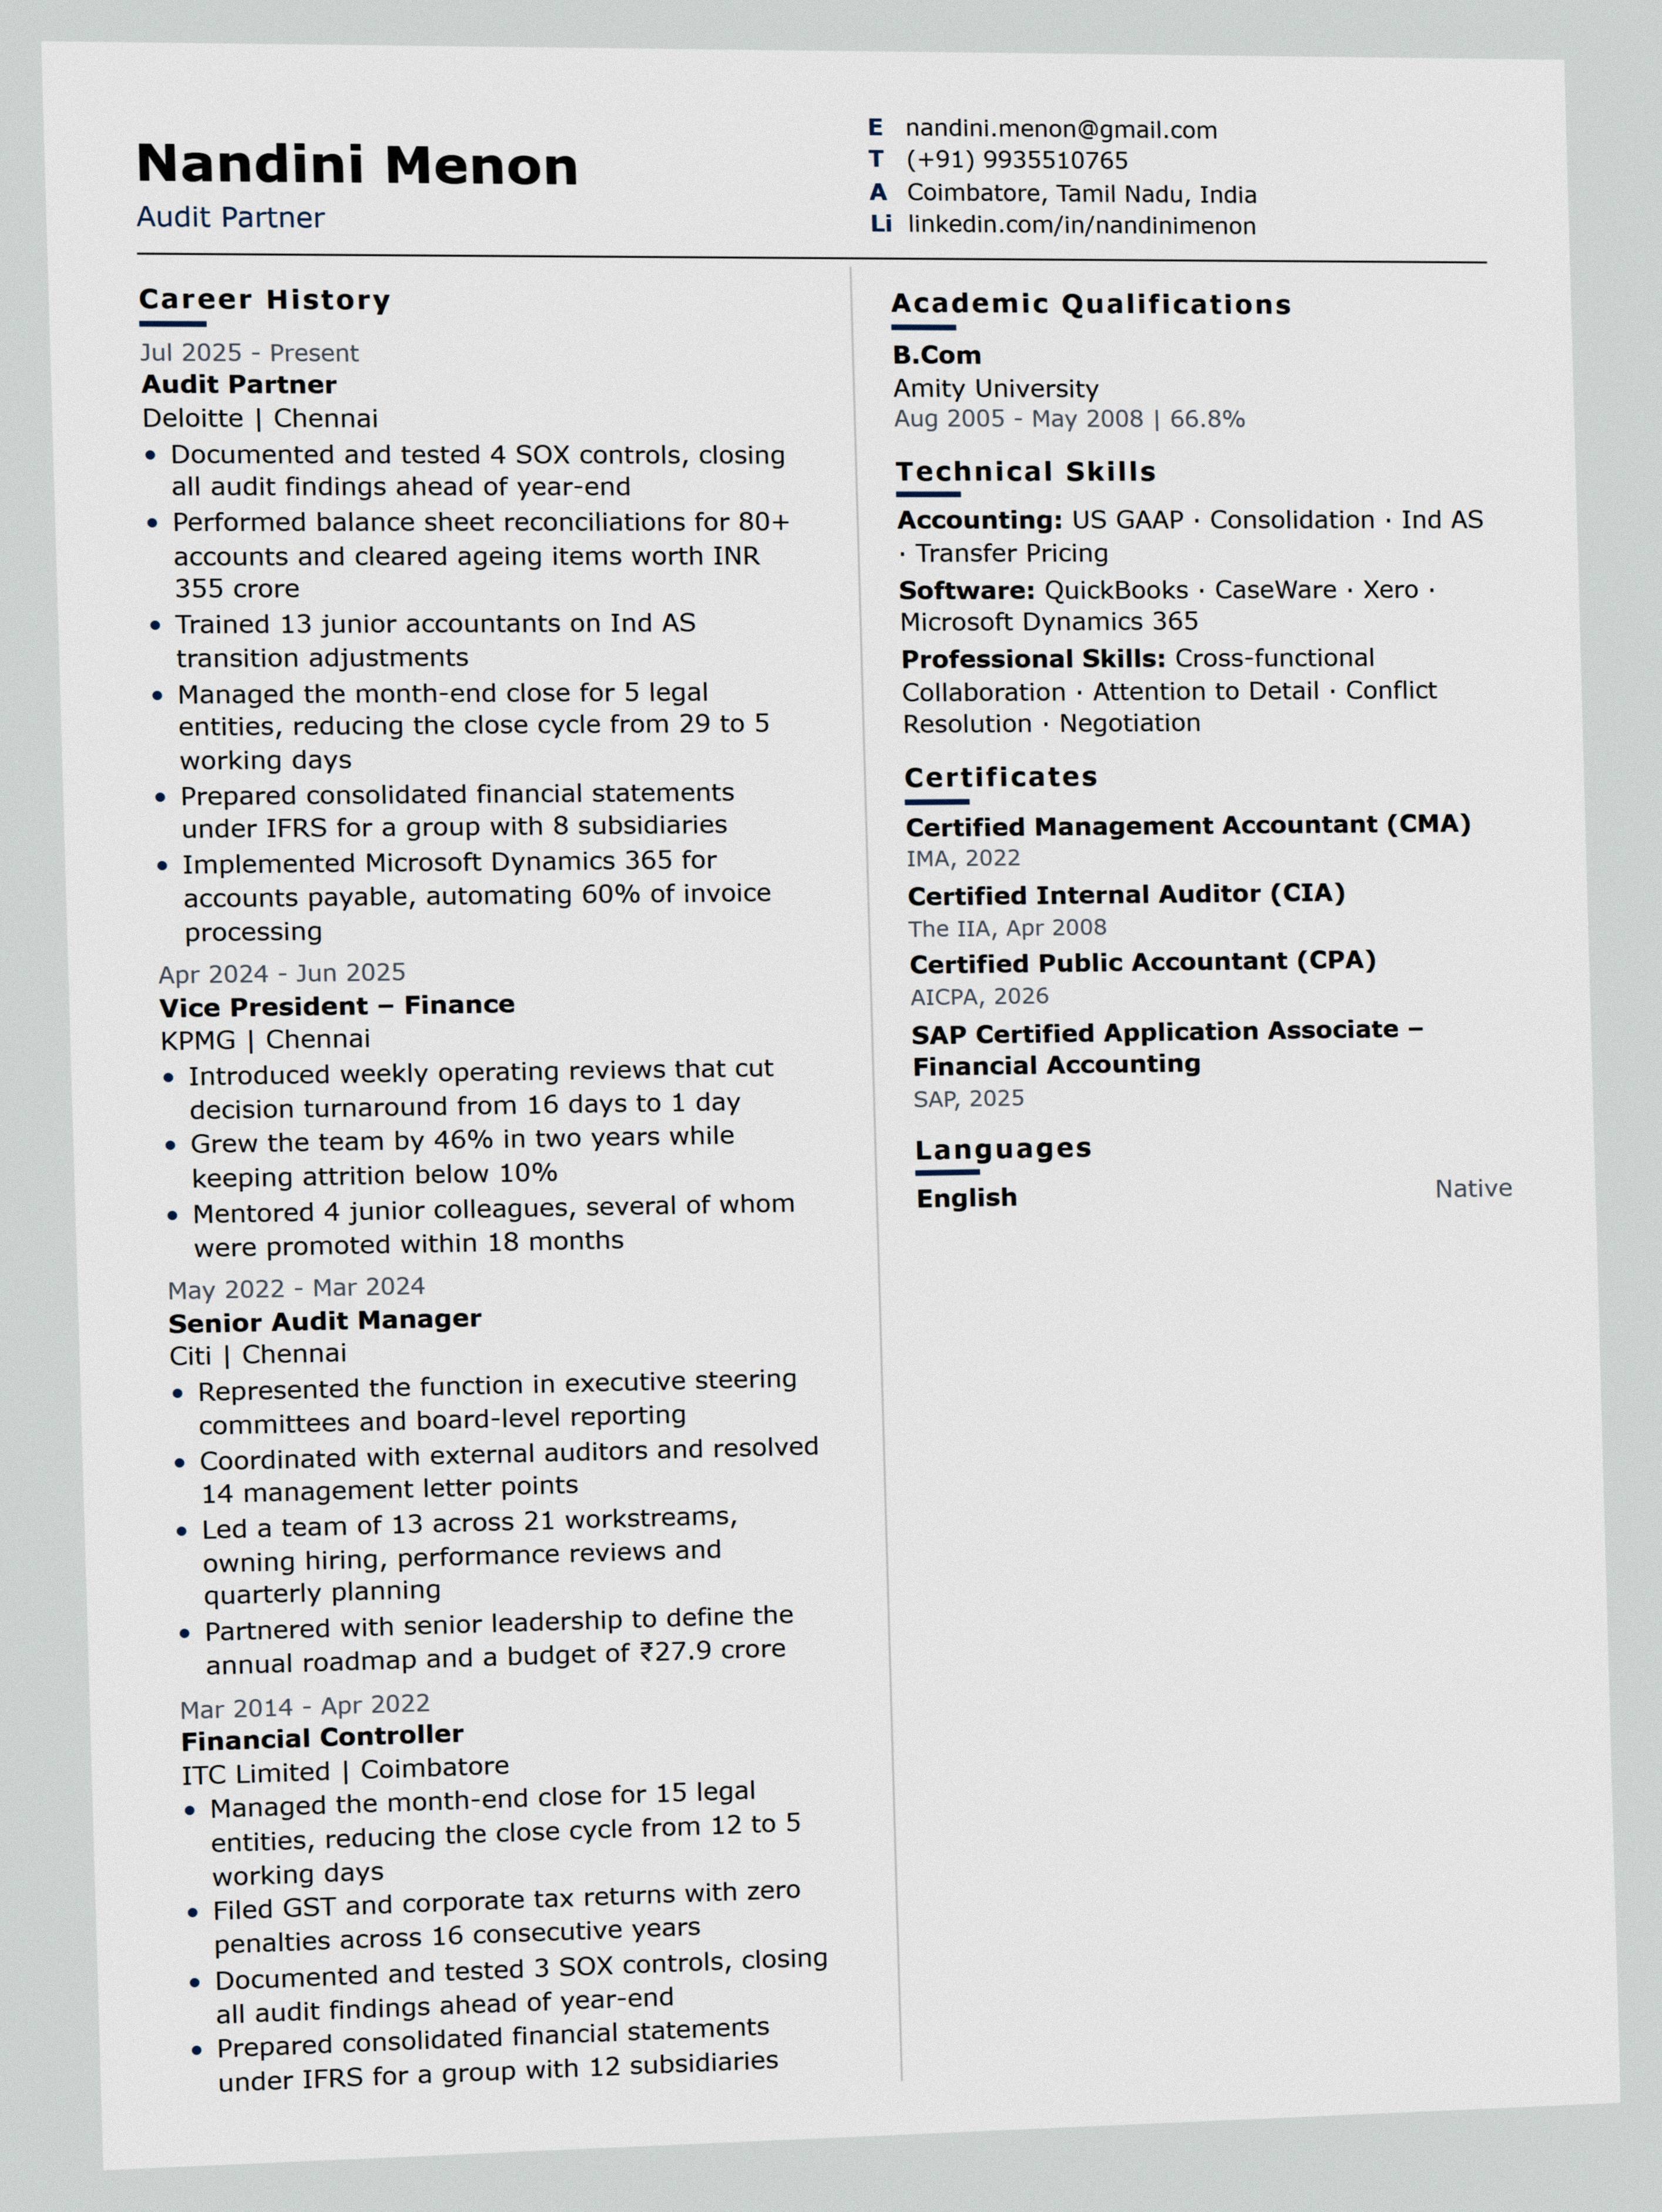 Nandini Menon
Audit Partner
E nandini.menon@gmail.com
T (+91) 9935510765
A Coimbatore, Tamil Nadu, India
Li linkedin.com/in/nandinimenon
Career History
Jul 2025 - Present
Audit Partner
Deloitte | Chennai
• Documented and tested 4 SOX controls, closing
all audit findings ahead of year-end
• Performed balance sheet reconciliations for 80+
accounts and cleared ageing items worth INR
355 crore
• Trained 13 junior accountants on Ind AS
transition adjustments
• Managed the month-end close for 5 legal
entities, reducing the close cycle from 29 to 5
working days
• Prepared consolidated financial statements
under IFRS for a group with 8 subsidiaries
• Implemented Microsoft Dynamics 365 for
accounts payable, automating 60% of invoice
processing
Apr 2024 - Jun 2025
Vice President – Finance
KPMG | Chennai
• Introduced weekly operating reviews that cut
decision turnaround from 16 days to 1 day
• Grew the team by 46% in two years while
keeping attrition below 10%
• Mentored 4 junior colleagues, several of whom
were promoted within 18 months
May 2022 - Mar 2024
Senior Audit Manager
Citi | Chennai
• Represented the function in executive steering
committees and board-level reporting
• Coordinated with external auditors and resolved
14 management letter points
• Led a team of 13 across 21 workstreams,
owning hiring, performance reviews and
quarterly planning
• Partnered with senior leadership to define the
annual roadmap and a budget of ₹27.9 crore
Mar 2014 - Apr 2022
Financial Controller
ITC Limited | Coimbatore
• Managed the month-end close for 15 legal
entities, reducing the close cycle from 12 to 5
working days
• Filed GST and corporate tax returns with zero
penalties across 16 consecutive years
• Documented and tested 3 SOX controls, closing
all audit findings ahead of year-end
• Prepared consolidated financial statements
under IFRS for a group with 12 subsidiaries
Academic Qualifications
B.Com
Amity University
Aug 2005 - May 2008 | 66.8%
Technical Skills
Accounting: US GAAP · Consolidation · Ind AS
· Transfer Pricing
Software: QuickBooks · CaseWare · Xero ·
Microsoft Dynamics 365
Professional Skills: Cross-functional
Collaboration · Attention to Detail · Conflict
Resolution · Negotiation
Certificates
Certified Management Accountant (CMA)
IMA, 2022
Certified Internal Auditor (CIA)
The IIA, Apr 2008
Certified Public Accountant (CPA)
AICPA, 2026
SAP Certified Application Associate –
Financial Accounting
SAP, 2025
Languages
English Native